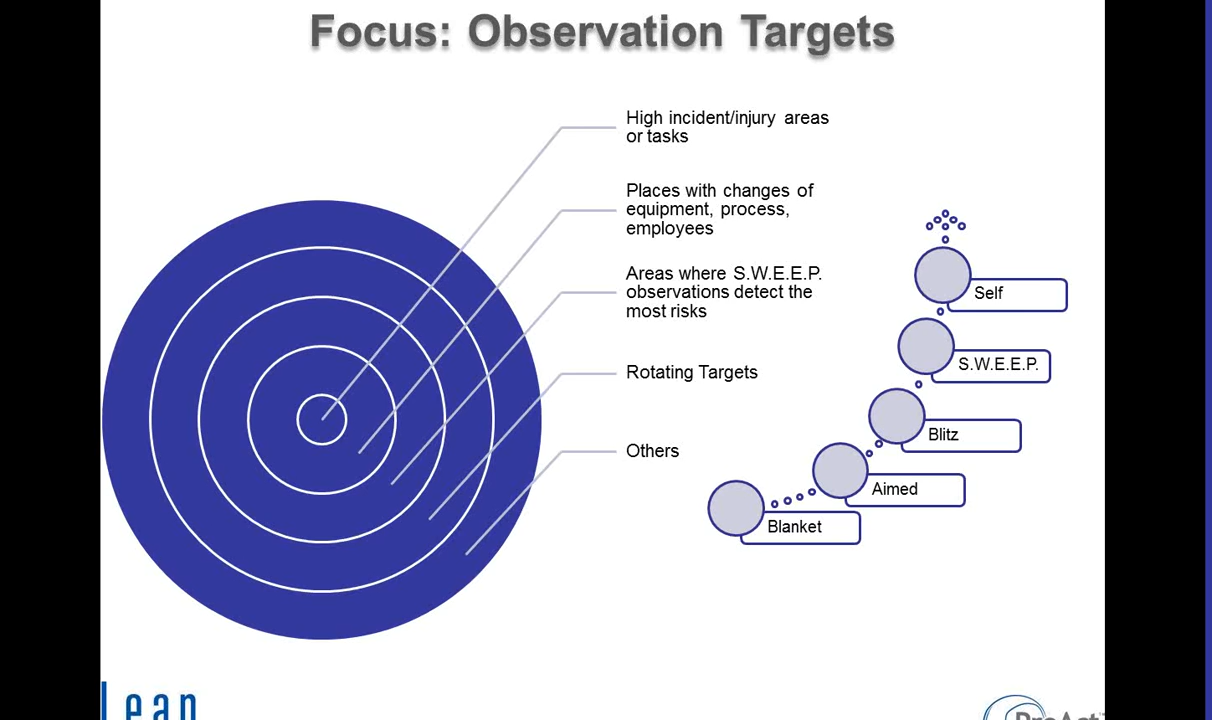 Focus: Observation Targets
High incident/injury areas
or tasks
Places with changes of
equipment, process,
employees
Areas where S.W.E.E.P.
observations detect the
most risks
Rotating Targets
Others
Self
S.W.E.E.P.
Blitz
Aimed
Blanket
Lean
ProAct